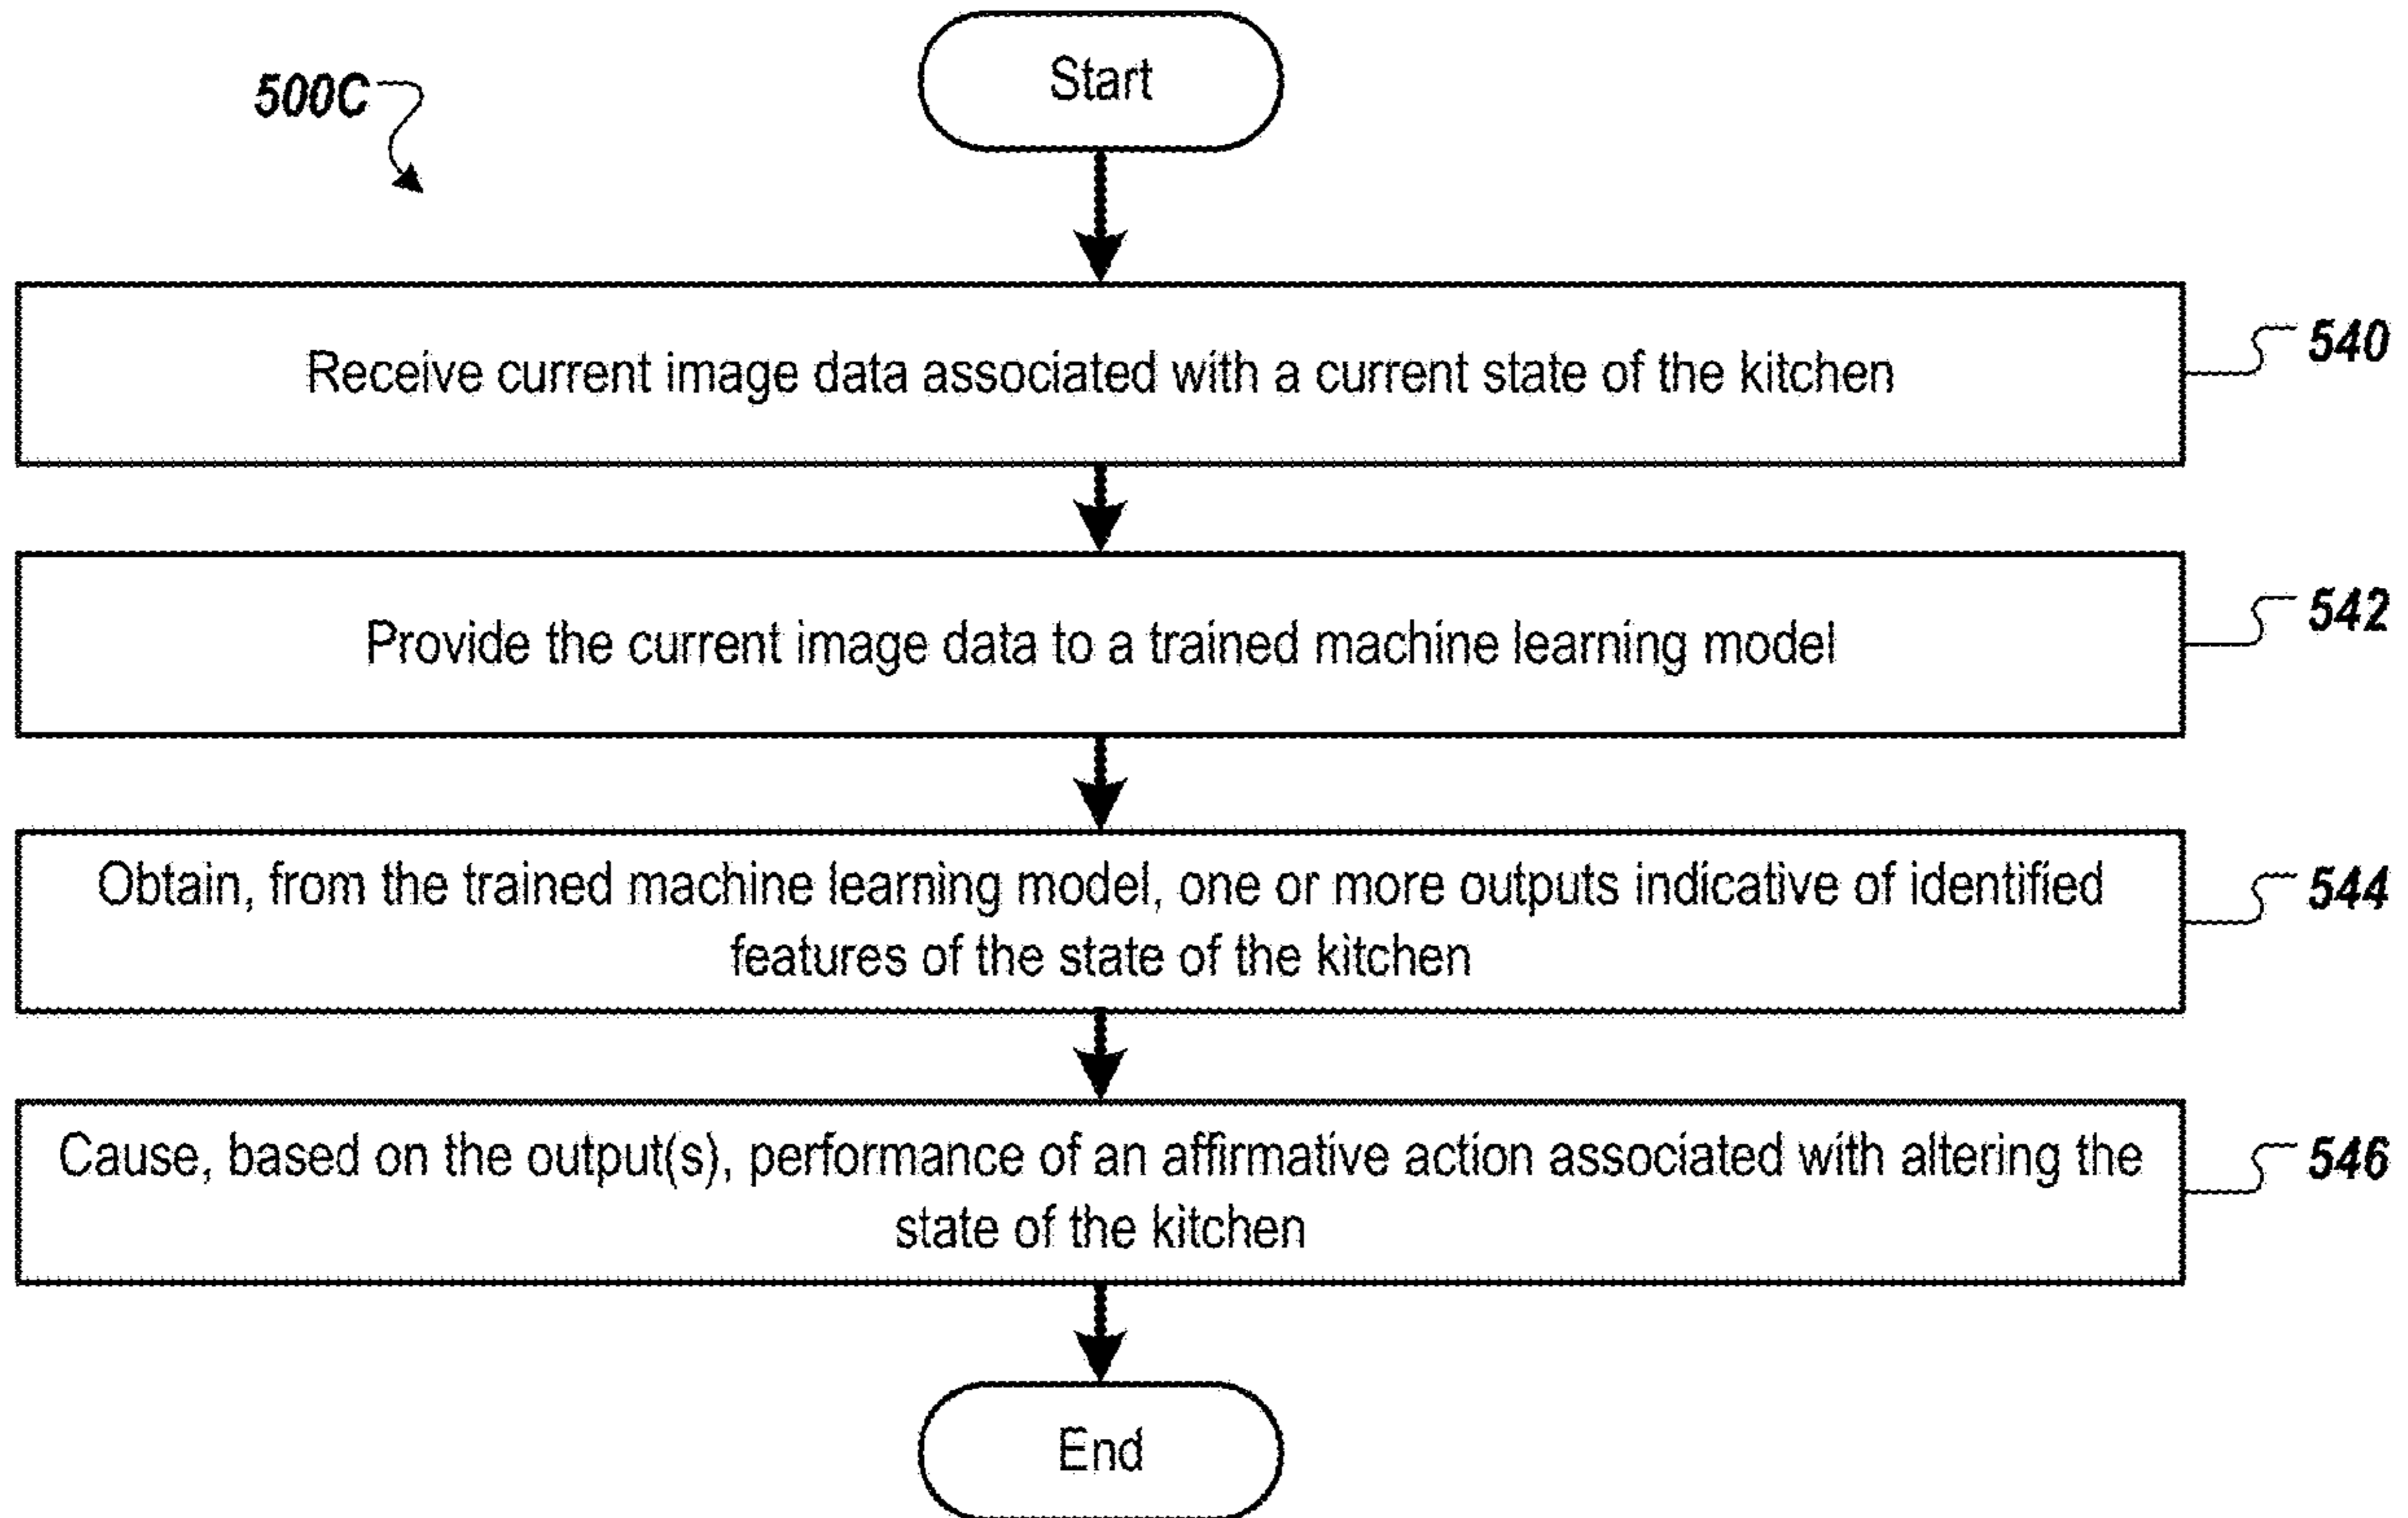 500C
Start
Receive current image data associated with a current state of the kitchen
540
Provide the current image data to a trained machine learning model
542
Obtain, from the trained machine learning model, one or more outputs indicative of identified
features of the state of the kitchen
544
Cause, based on the output(s), performance of an affirmative action associated with altering the
state of the kitchen
546
End